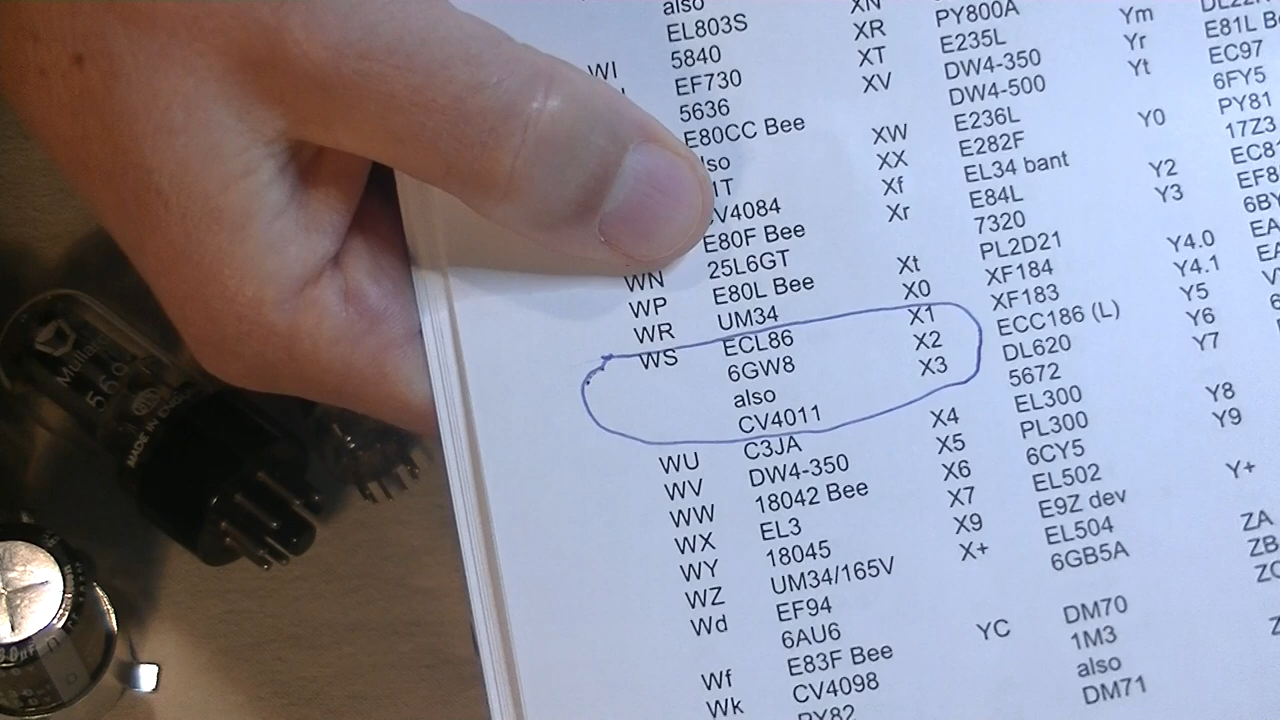 also
EL803S
WI 5840
EF730
5636
E80CC Bee
CV4084
E80F Bee
WN 25L6GT
WP E80L Bee
WR UM34
WS ECL86
6GW8
also
CV4011
WU C3JA
WV DW4-350
WW 18042 Bee
WX EL3
WY 18045
WZ UM34/165V
Wd EF94
6AU6
Wf E83F Bee
Wk CV4098
PY82
XN
XR PY800A
XT E235L
XV DW4-350
DW4-500
XW E236L
XX E282F
Xf EL34 bant
Xr E84L
7320
Xt PL2D21
X0 XF184
X1 XF183
X2 ECC186 (L)
X3 DL620
5672
X4 EL300
X5 PL300
X6 6CY5
X7 EL502
X9 E9Z dev
X+ EL504
6GB5A
YC DM70
1M3
also
DM71
Ym
Yr E81L
Yt EC97
6FY5
Y0 PY81
17Z3
Y2
Y3
Y4.0
Y4.1
Y5
Y6
Y7
Y8
Y9
Y+
ZA
ZB
Mullard
MADE IN